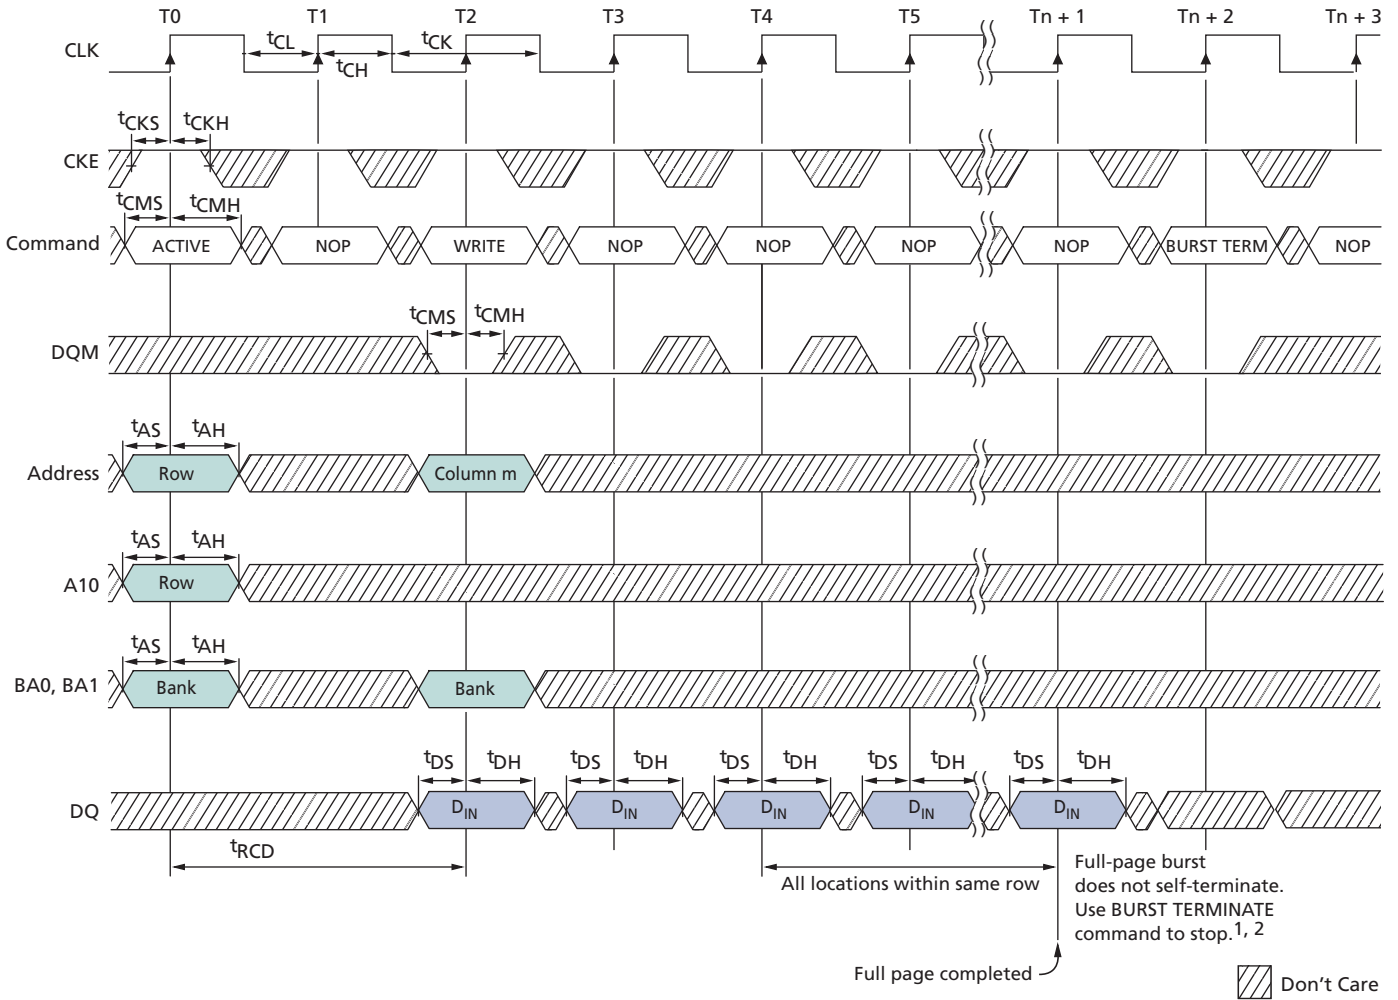 T0 T1 T2 T3 T4 T5 Tn + 1 Tn + 2 Tn + 3
CLK
tCL tCK
tCH
tCKS tCKH
CKE
tCMS tCMH
Command ACTIVE NOP WRITE NOP NOP NOP NOP BURST TERM NOP
tCMS tCMH
DQM
tAS tAH
Address Row Column m
tAS tAH
A10 Row
tAS tAH
BA0, BA1 Bank Bank
tDS tDH tDS tDH tDS tDH tDS tDH tDS tDH
DQ DIN DIN DIN DIN DIN
tRCD
All locations within same row
Full-page burst
does not self-terminate.
Use BURST TERMINATE
command to stop.1, 2
Full page completed
Don't Care